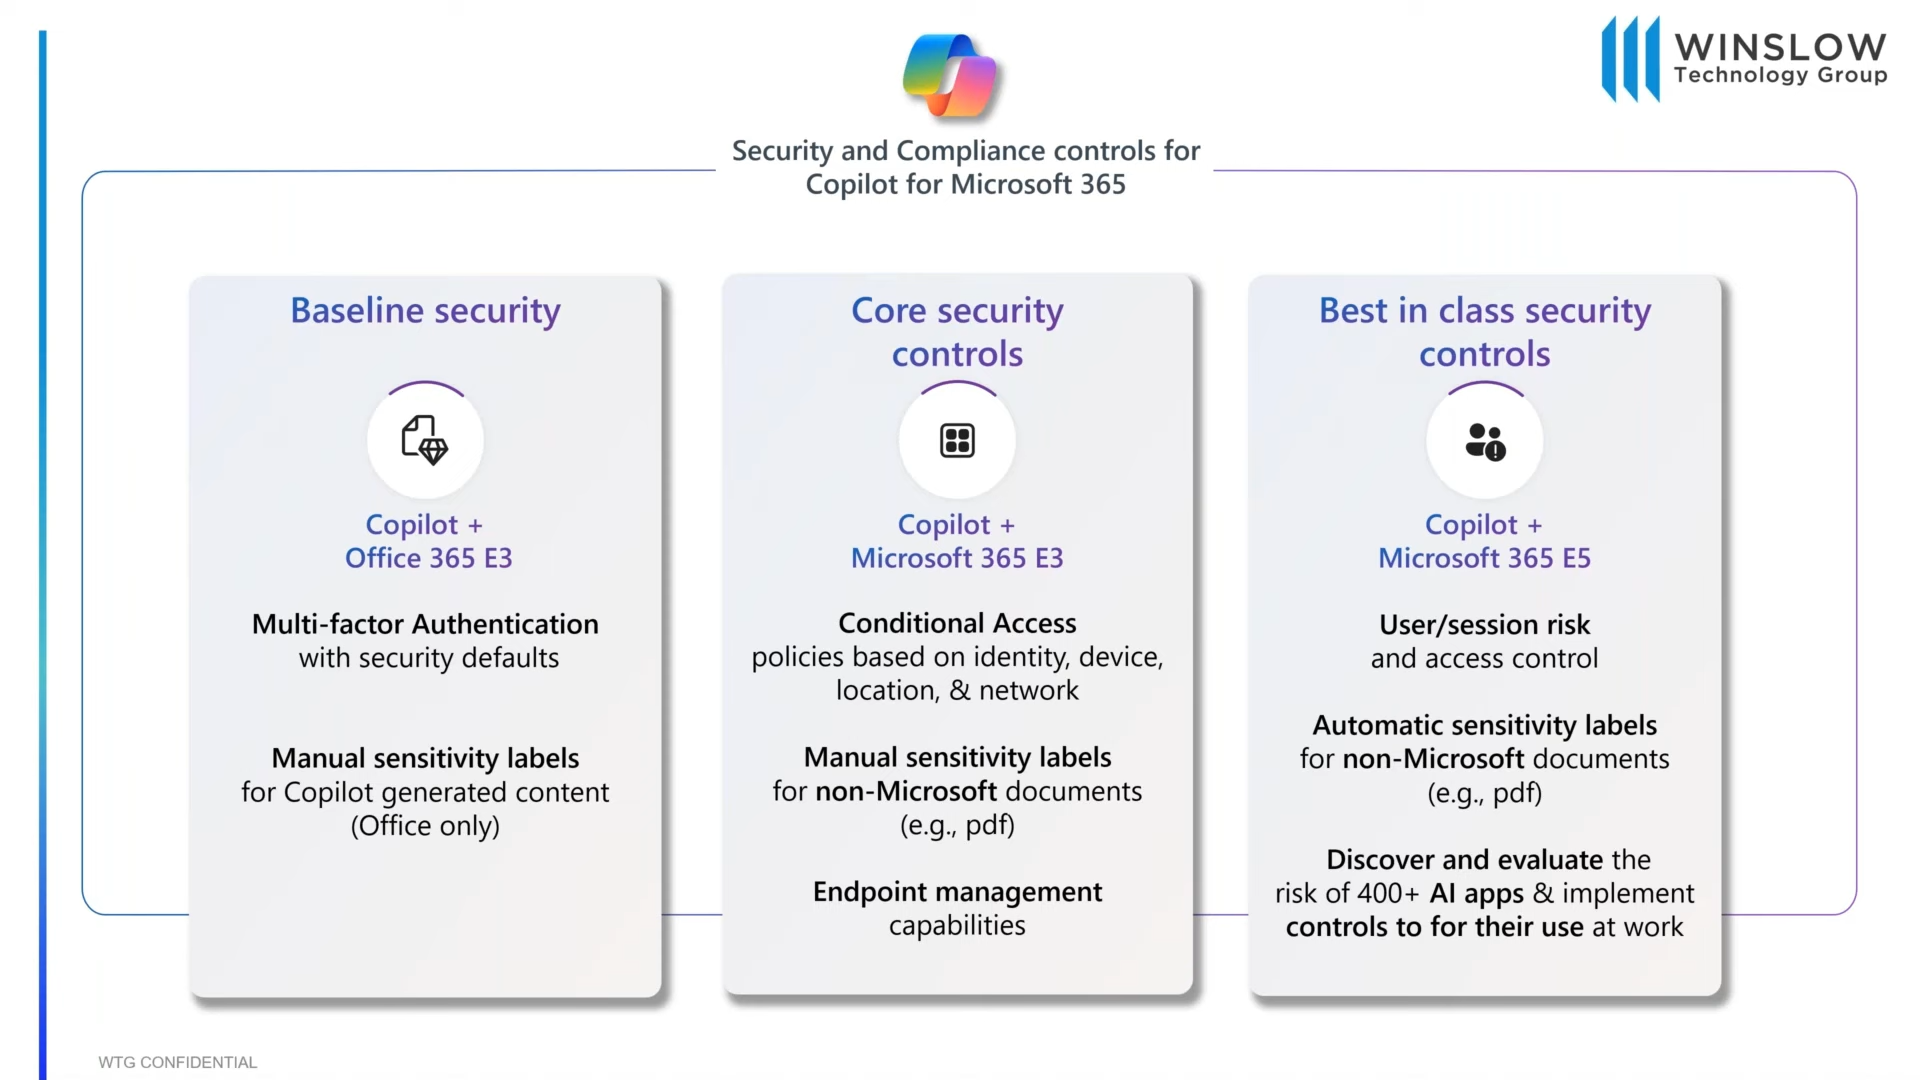 WINSLOW
Technology Group
Security and Compliance controls for
Copilot for Microsoft 365
Baseline security
Copilot +
Office 365 E3
Multi-factor Authentication
with security defaults
Manual sensitivity labels
for Copilot generated content
(Office only)
Core security
controls
Copilot +
Microsoft 365 E3
Conditional Access
policies based on identity, device,
location, & network
Manual sensitivity labels
for non-Microsoft documents
(e.g., pdf)
Endpoint management
capabilities
Best in class security
controls
Copilot +
Microsoft 365 E5
User/session risk
and access control
Automatic sensitivity labels
for non-Microsoft documents
(e.g., pdf)
Discover and evaluate the
risk of 400+ AI apps & implement
controls to for their use at work
WTG CONFIDENTIAL